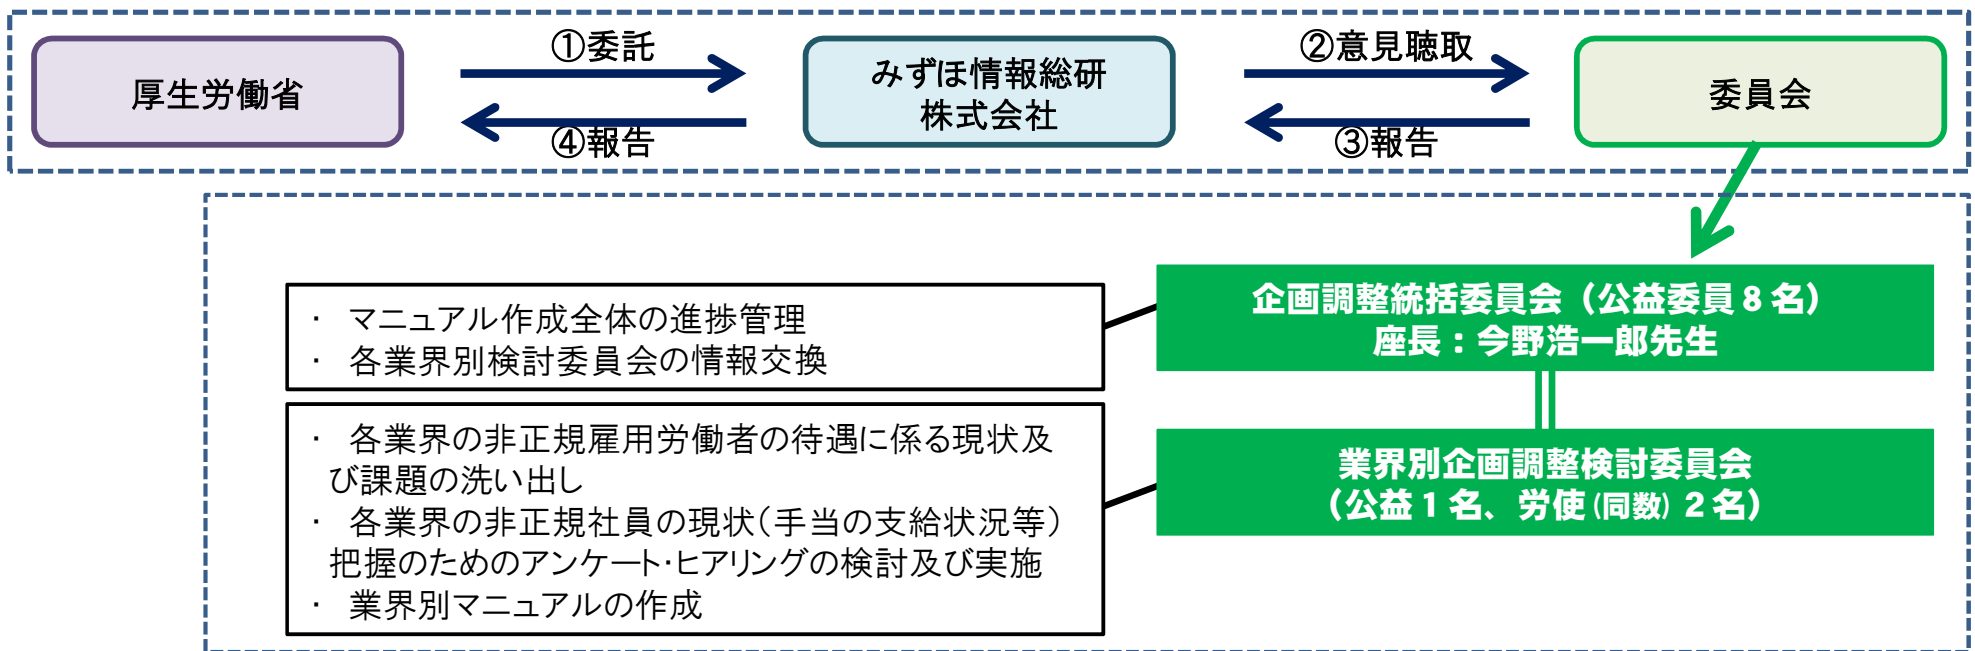 厚生労働省
①委託
④報告
みずほ情報総研
株式会社
②意見聴取
③報告
委員会
企画調整統括委員会（公益委員８名）
座長：今野浩一郎先生
・ マニュアル作成全体の進捗管理
・ 各業界別検討委員会の情報交換
業界別企画調整検討委員会
（公益１名、労使(同数)２名）
・ 各業界の非正規雇用労働者の待遇に係る現状及
び課題の洗い出し
・ 各業界の非正規社員の現状（手当の支給状況等）
把握のためのアンケート・ヒアリングの検討及び実施
・ 業界別マニュアルの作成